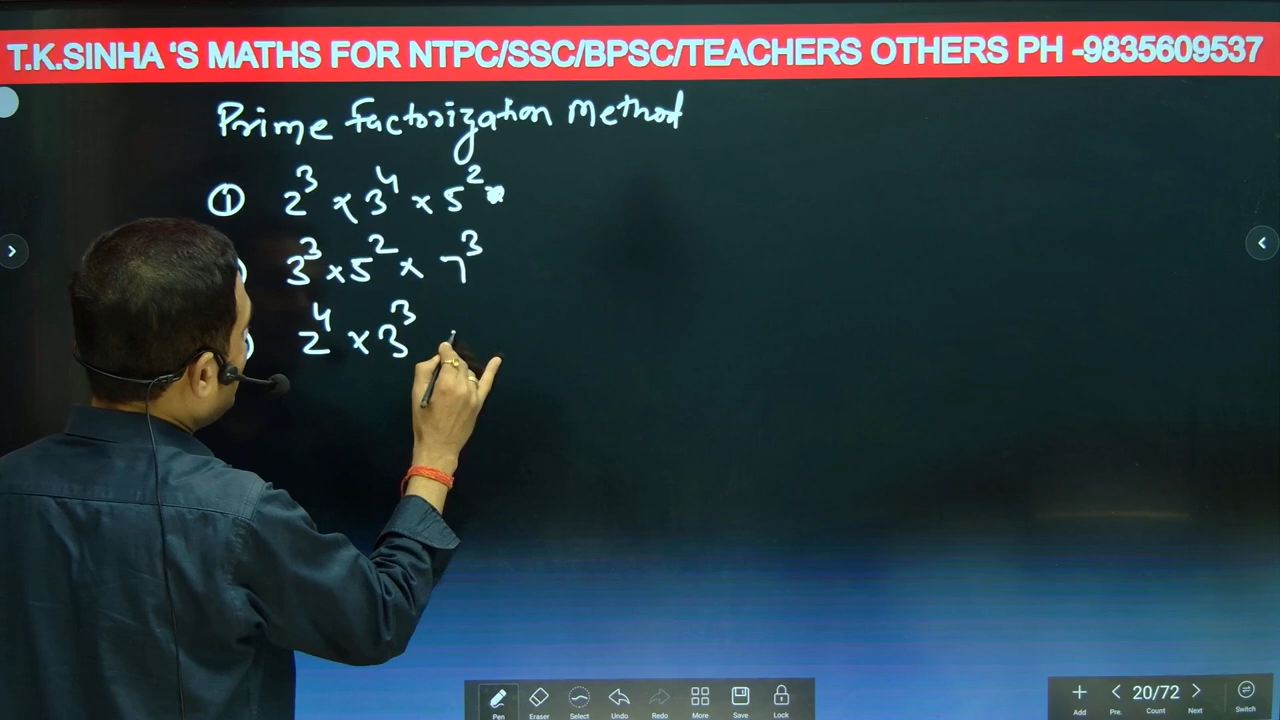 T.K.SINHA 'S MATHS FOR NTPC/SSC/BPSC/TEACHERS OTHERS PH -9835609537
Prime Factorization Method
① 2³ × 3⁴ × 5²
3³ × 5² × 7³
2⁴ × 3³
Pen Eraser Select Undo Redo More Save Lock
Add Pre. 20/72 Count Next Switch